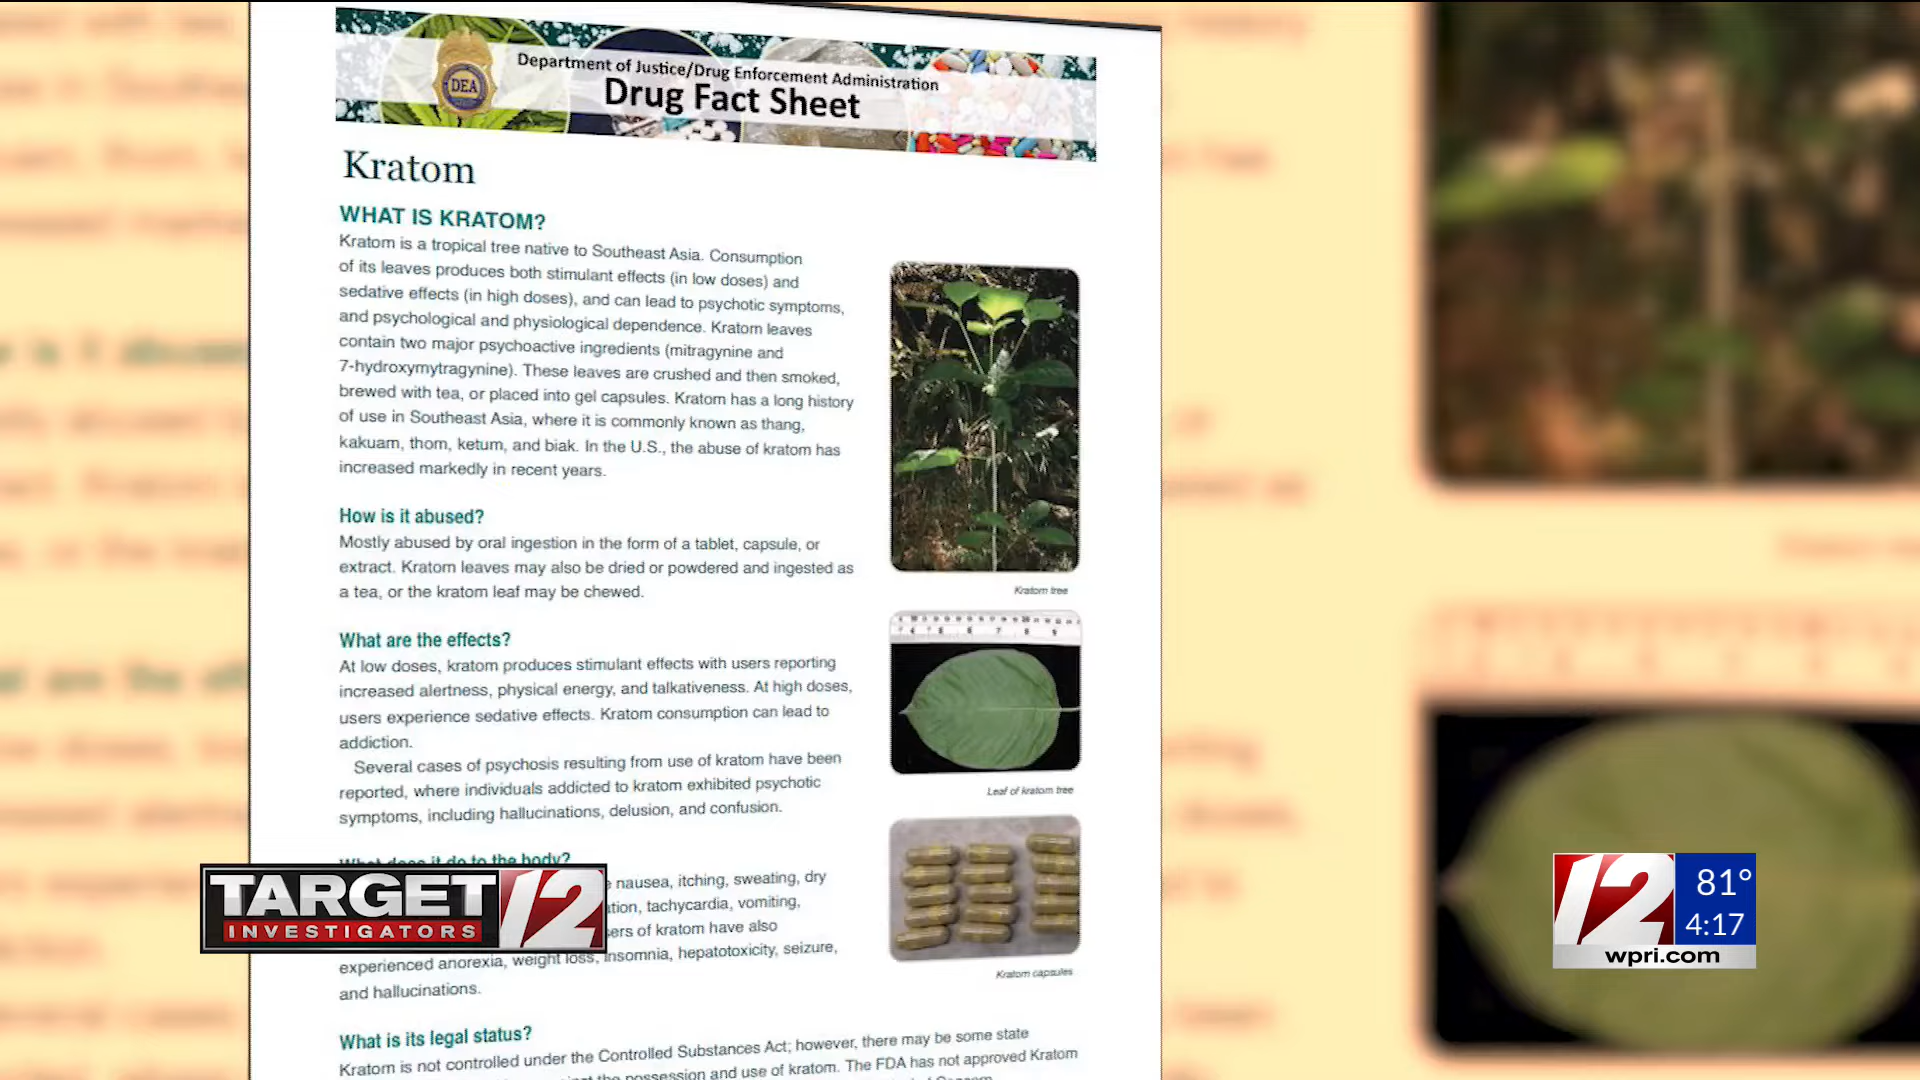 Department of Justice/Drug Enforcement Administration
DEA
Drug Fact Sheet
Kratom
WHAT IS KRATOM?
Kratom is a tropical tree native to Southeast Asia. Consumption
of its leaves produces both stimulant effects (in low doses) and
sedative effects (in high doses), and can lead to psychotic symptoms,
and psychological and physiological dependence. Kratom leaves
contain two major psychoactive ingredients (mitragynine and
7-hydroxymytragynine). These leaves are crushed and then smoked,
brewed with tea, or placed into gel capsules. Kratom has a long history
of use in Southeast Asia, where it is commonly known as thang,
kakuam, thom, ketum, and biak. In the U.S., the abuse of kratom has
increased markedly in recent years.
How is it abused?
Mostly abused by oral ingestion in the form of a tablet, capsule, or
extract. Kratom leaves may also be dried or powdered and ingested as
a tea, or the kratom leaf may be chewed.
Kratom tree
What are the effects?
At low doses, kratom produces stimulant effects with users reporting
increased alertness, physical energy, and talkativeness. At high doses,
users experience sedative effects. Kratom consumption can lead to
addiction.
Several cases of psychosis resulting from use of kratom have been
reported, where individuals addicted to kratom exhibited psychotic
symptoms, including hallucinations, delusion, and confusion.
Leaf of kratom tree
What does it do to the body?
nausea, itching, sweating, dry
tachycardia, vomiting,
of kratom have also
experienced anorexia, weight loss, insomnia, hepatotoxicity, seizure,
and hallucinations.
Kratom capsules
What is its legal status?
Kratom is not controlled under the Controlled Substances Act; however, there may be some state
possession and use of kratom. The FDA has not approved Kratom
TARGET 12
INVESTIGATORS
12
81°
4:17
wpri.com